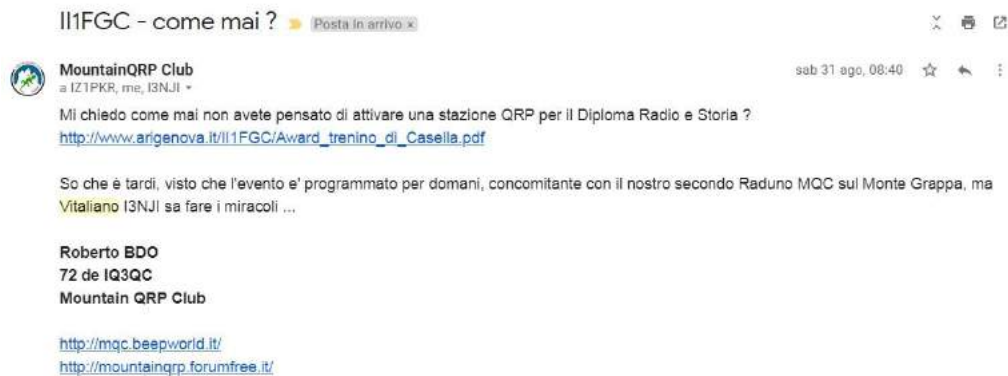 II1FGC - come mai ? Posta in arrivo x
MountainQRP Club sab 31 ago, 08:40
a IZ1PKR, me, I3NJI
Mi chiedo come mai non avete pensato di attivare una stazione QRP per il Diploma Radio e Storia ?
http://www.arigenova.it/II1FGC/Award_trenino_di_Casella.pdf
So che è tardi, visto che l'evento e' programmato per domani, concomitante con il nostro secondo Raduno MQC sul Monte Grappa, ma
Vitaliano I3NJI sa fare i miracoli ...
Roberto BDO
72 de IQ3QC
Mountain QRP Club
http://mqc.beepworld.it/
http://mountainqrp.forumfree.it/